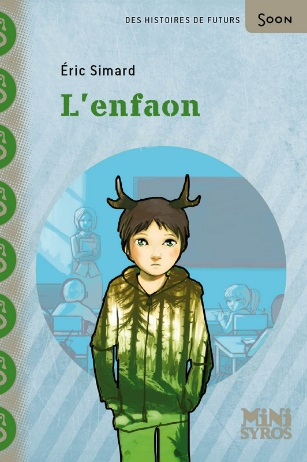 DES HISTOIRES DE FUTURS SOON
Éric Simard
L'enfaon
MiNi
SYROS